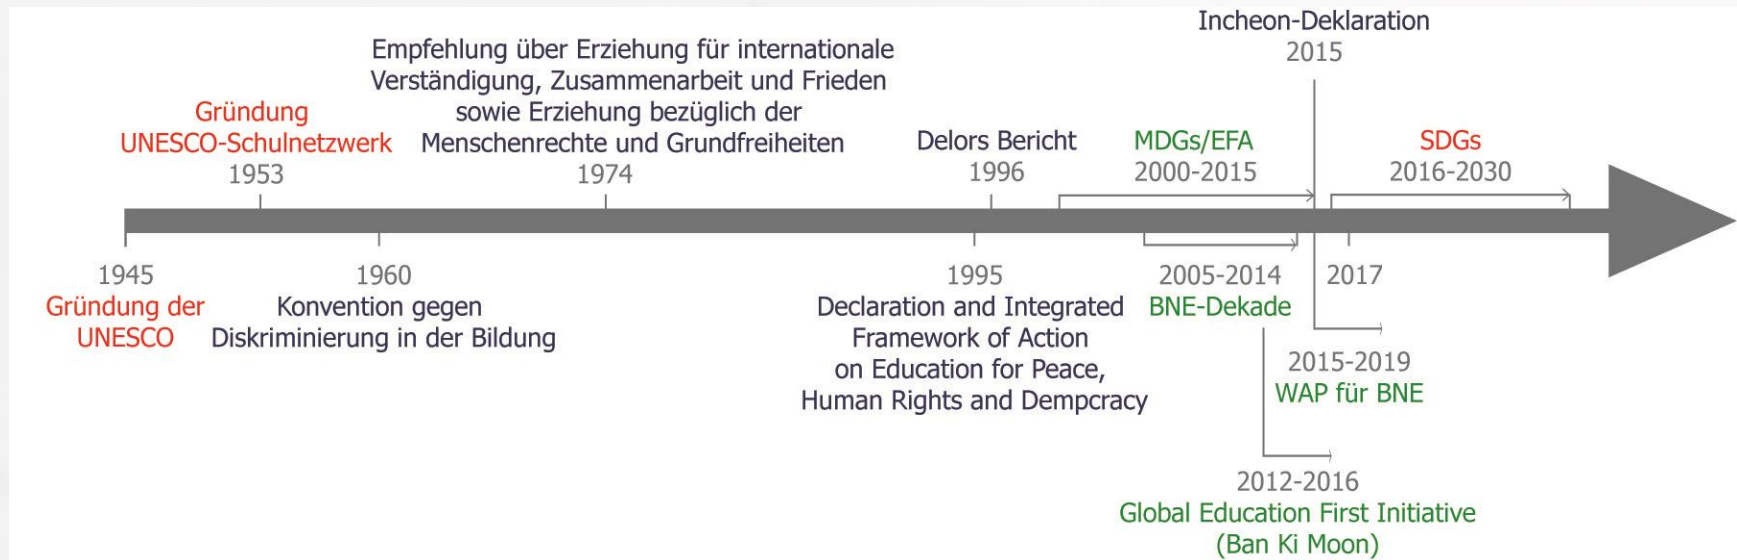 Gründung
UNESCO-Schulnetzwerk
1953
Empfehlung über Erziehung für internationale
Verständigung, Zusammenarbeit und Frieden
sowie Erziehung bezüglich der
Menschenrechte und Grundfreiheiten
1974
Delors Bericht
1996
MDGs/EFA
2000-2015
Incheon-Deklaration
2015
SDGs
2016-2030
1945
Gründung der
UNESCO
1960
Konvention gegen
Diskriminierung in der Bildung
1995
Declaration and Integrated
Framework of Action
on Education for Peace,
Human Rights and Dempcracy
2005-2014
BNE-Dekade
2017
2015-2019
WAP für BNE
2012-2016
Global Education First Initiative
(Ban Ki Moon)